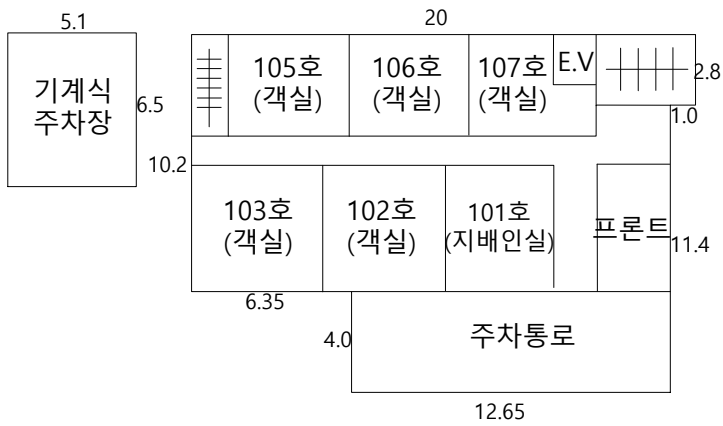 5.1
20
기계식
주차장
6.5
105호
(객실)
106호
(객실)
107호
(객실)
E.V
2.8
1.0
10.2
103호
(객실)
102호
(객실)
101호
(지배인실)
프론트
11.4
6.35
4.0
주차통로
12.65